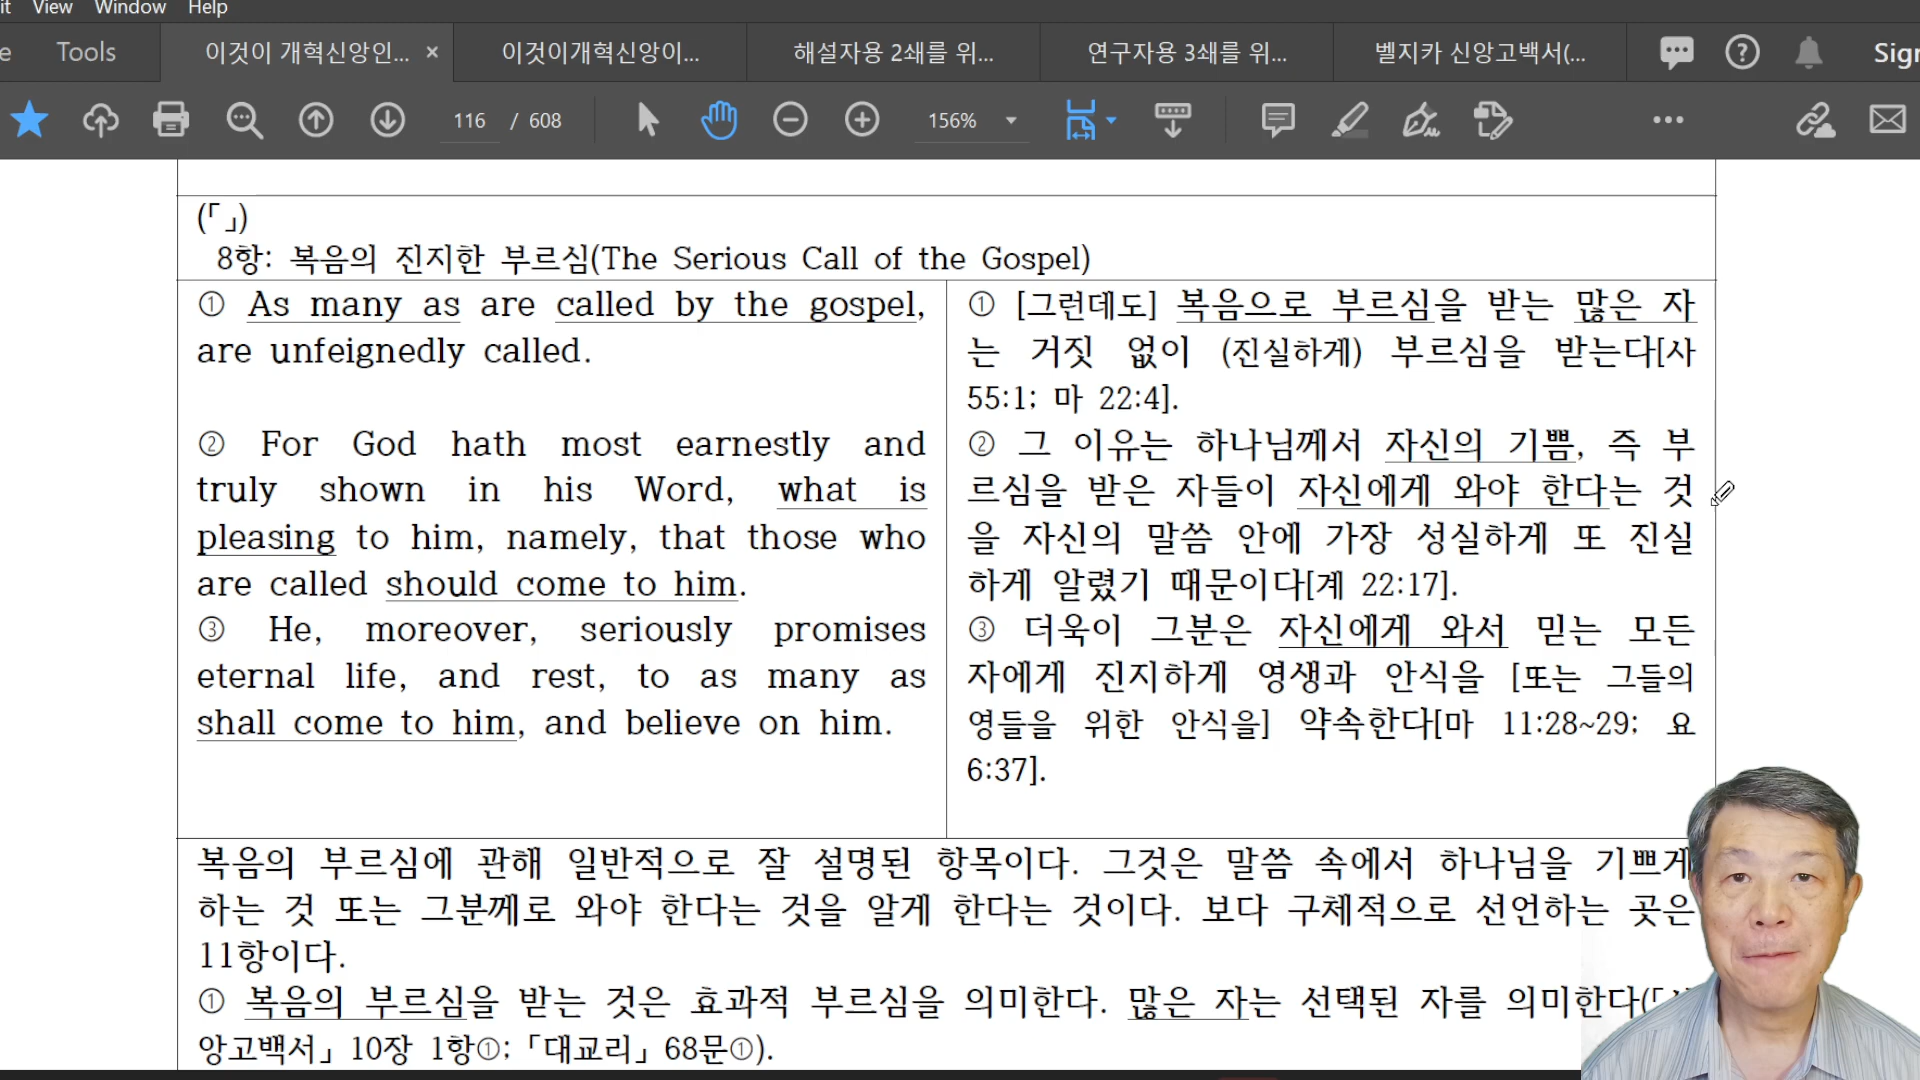 it View Window Help
e Tools 이것이 개혁신앙인... × 이것이개혁신앙이... 해설자용 2쇄를 위... 연구자용 3쇄를 위... 벨지카 신앙고백서(... Sign
116 / 608 156%
(「」)
8항: 복음의 진지한 부르심(The Serious Call of the Gospel)
① As many as are called by the gospel,
are unfeignedly called.
② For God hath most earnestly and
truly shown in his Word, what is
pleasing to him, namely, that those who
are called should come to him.
③ He, moreover, seriously promises
eternal life, and rest, to as many as
shall come to him, and believe on him.
① [그런데도] 복음으로 부르심을 받는 많은 자
는 거짓 없이 (진실하게) 부르심을 받는다[사
55:1; 마 22:4].
② 그 이유는 하나님께서 자신의 기쁨, 즉 부
르심을 받은 자들이 자신에게 와야 한다는 것
을 자신의 말씀 안에 가장 성실하게 또 진실
하게 알렸기 때문이다[계 22:17].
③ 더욱이 그분은 자신에게 와서 믿는 모든
자에게 진지하게 영생과 안식을 [또는 그들의
영들을 위한 안식을] 약속한다[마 11:28~29; 요
6:37].
복음의 부르심에 관해 일반적으로 잘 설명된 항목이다. 그것은 말씀 속에서 하나님을 기쁘게
하는 것 또는 그분께로 와야 한다는 것을 알게 한다는 것이다. 보다 구체적으로 선언하는 곳은
11항이다.
① 복음의 부르심을 받는 것은 효과적 부르심을 의미한다. 많은 자는 선택된 자를 의미한다(「
앙고백서」 10장 1항①;「대교리」 68문①).